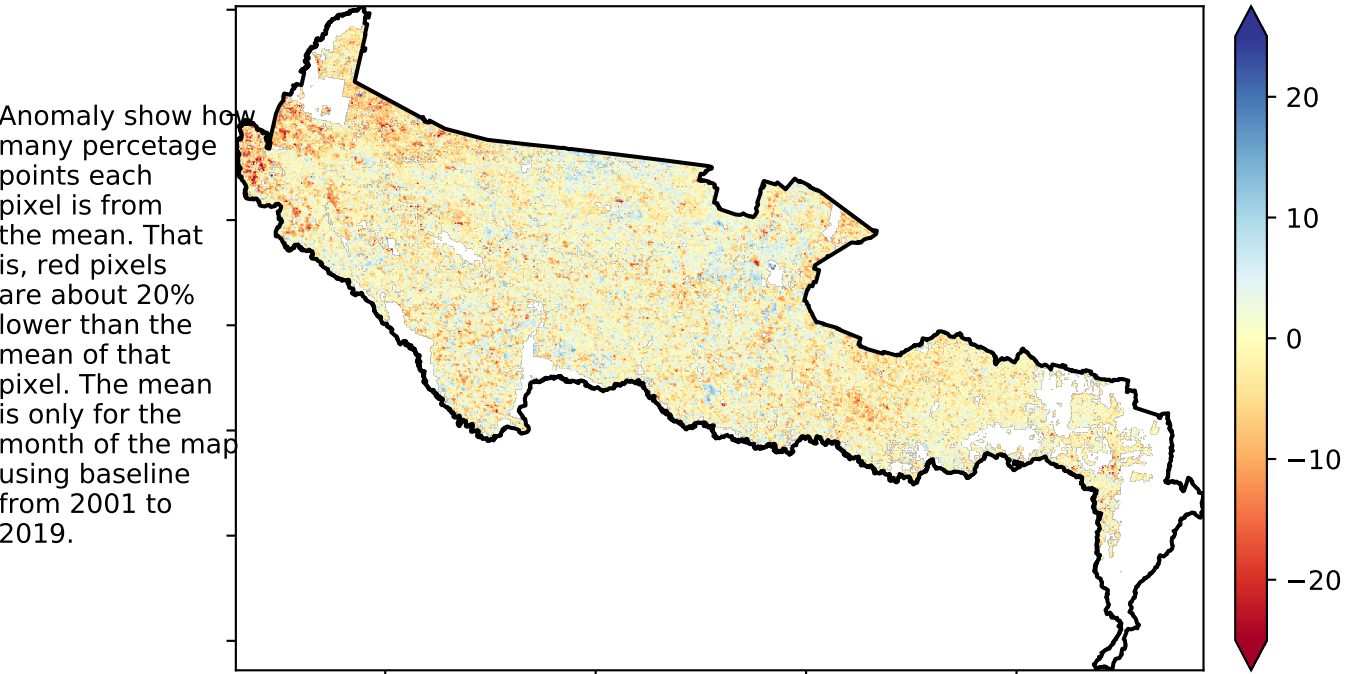 Anomaly show how
many percetage
points each
pixel is from
the mean. That
is, red pixels
are about 20%
lower than the
mean of that
pixel. The mean
is only for the
month of the map
using baseline
from 2001 to
2019.
20
10
0
−10
−20